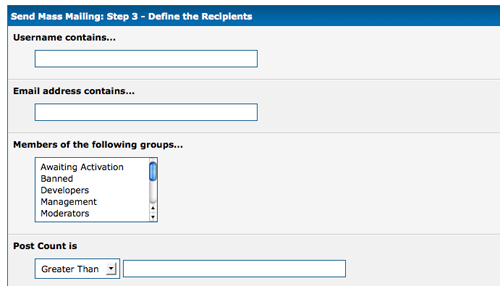 Send Mass Mailing: Step 3 - Define the Recipients
Username contains...
Email address contains...
Members of the following groups...
Awaiting Activation
Banned
Developers
Management
Moderators
Post Count is
Greater Than